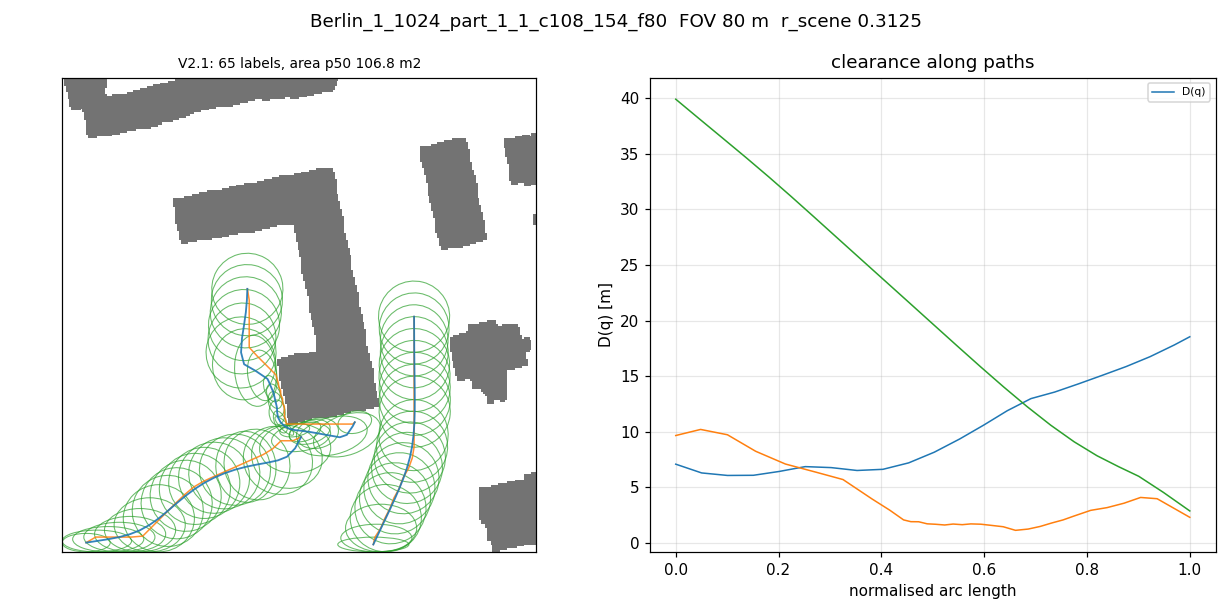 Berlin_1_1024_part_1_1_c108_154_f80  FOV 80 m  r_scene 0.3125
V2.1: 65 labels, area p50 106.8 m2
clearance along paths
D(q)
D(q) [m]
40
35
30
25
20
15
10
5
0
0.0 0.2 0.4 0.6 0.8 1.0
normalised arc length